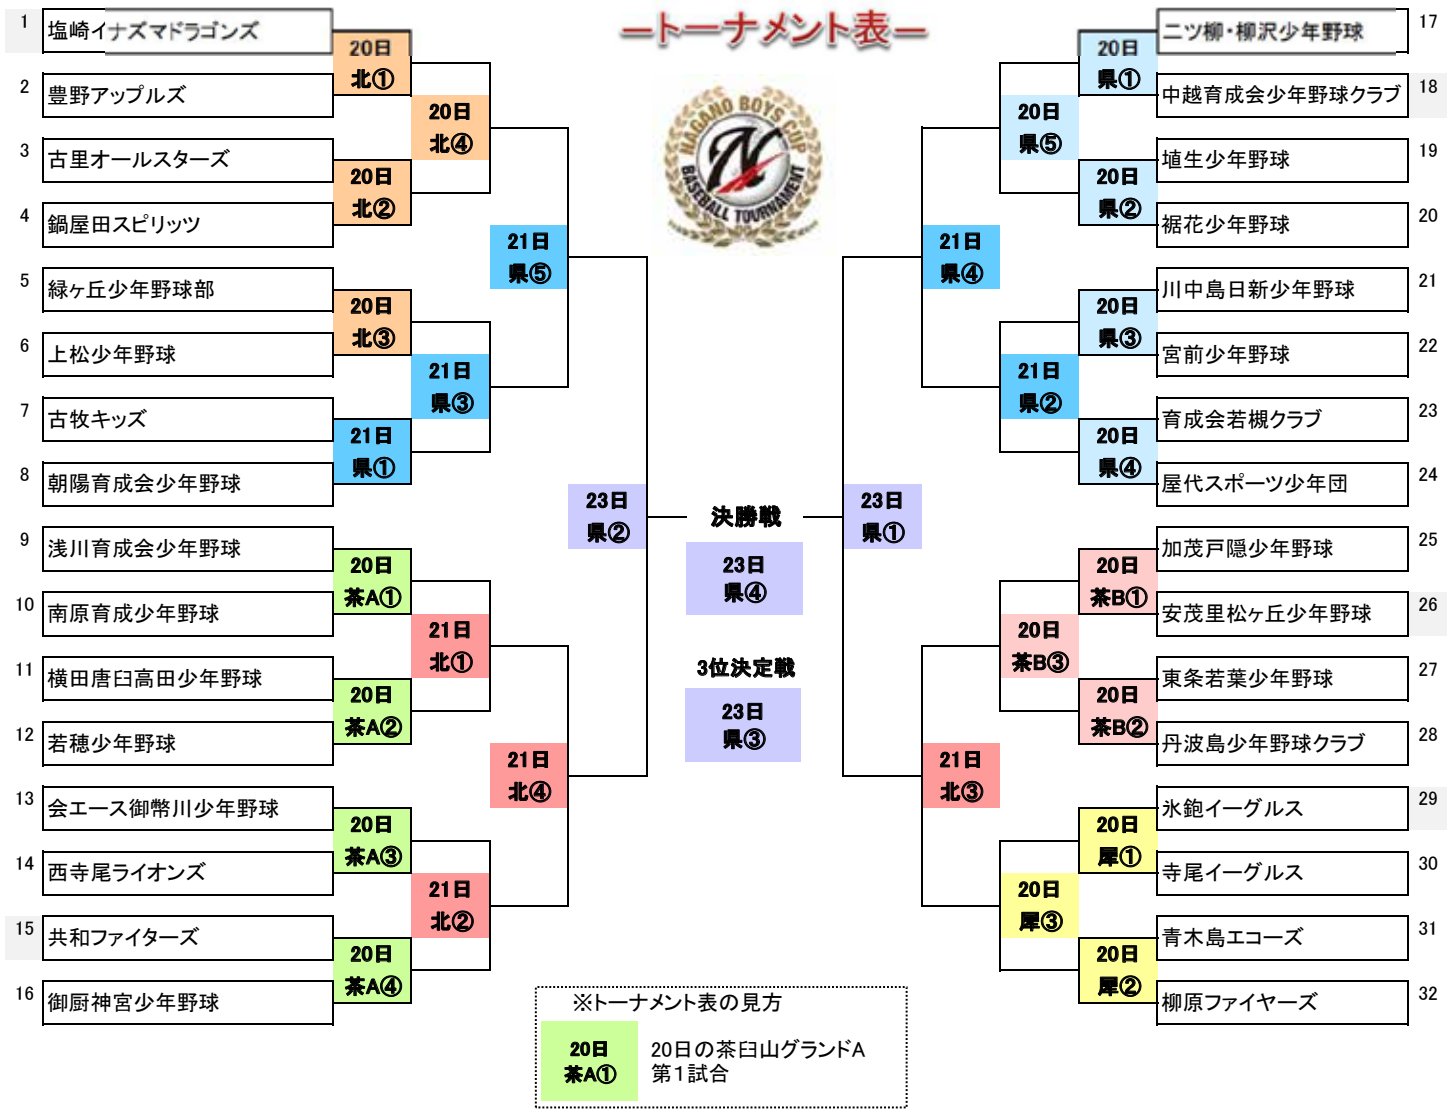 ートーナメント表ー
NAGANO BOYS CUP
N
BASEBALL TOURNAMENT
1 塩崎イナズマドラゴンズ
2 豊野アップルズ
3 古里オールスターズ
4 鍋屋田スピリッツ
5 緑ヶ丘少年野球部
6 上松少年野球
7 古牧キッズ
8 朝陽育成会少年野球
9 浅川育成会少年野球
10 南原育成少年野球
11 横田唐臼高田少年野球
12 若穂少年野球
13 会エース御幣川少年野球
14 西寺尾ライオンズ
15 共和ファイターズ
16 御厨神宮少年野球
20日
北①
20日
北②
20日
北③
21日
県①
20日
茶A①
20日
茶A②
20日
茶A③
20日
茶A④
20日
北④
21日
県③
21日
北①
21日
北②
21日
県⑤
21日
北④
23日
県②
決勝戦
23日
県④
3位決定戦
23日
県③
23日
県①
21日
県④
21日
北③
20日
県⑤
21日
県②
20日
茶B③
20日
犀③
20日
県①
20日
県②
20日
県③
20日
県④
20日
茶B①
20日
茶B②
20日
犀①
20日
犀②
二ツ柳・柳沢少年野球 17
中越育成会少年野球クラブ 18
埴生少年野球 19
裾花少年野球 20
川中島日新少年野球 21
宮前少年野球 22
育成会若槻クラブ 23
屋代スポーツ少年団 24
加茂戸隠少年野球 25
安茂里松ヶ丘少年野球 26
東条若葉少年野球 27
丹波島少年野球クラブ 28
氷鉋イーグルス 29
寺尾イーグルス 30
青木島エコーズ 31
柳原ファイヤーズ 32
※トーナメント表の見方
20日
茶A①
20日の茶臼山グランドA
第1試合